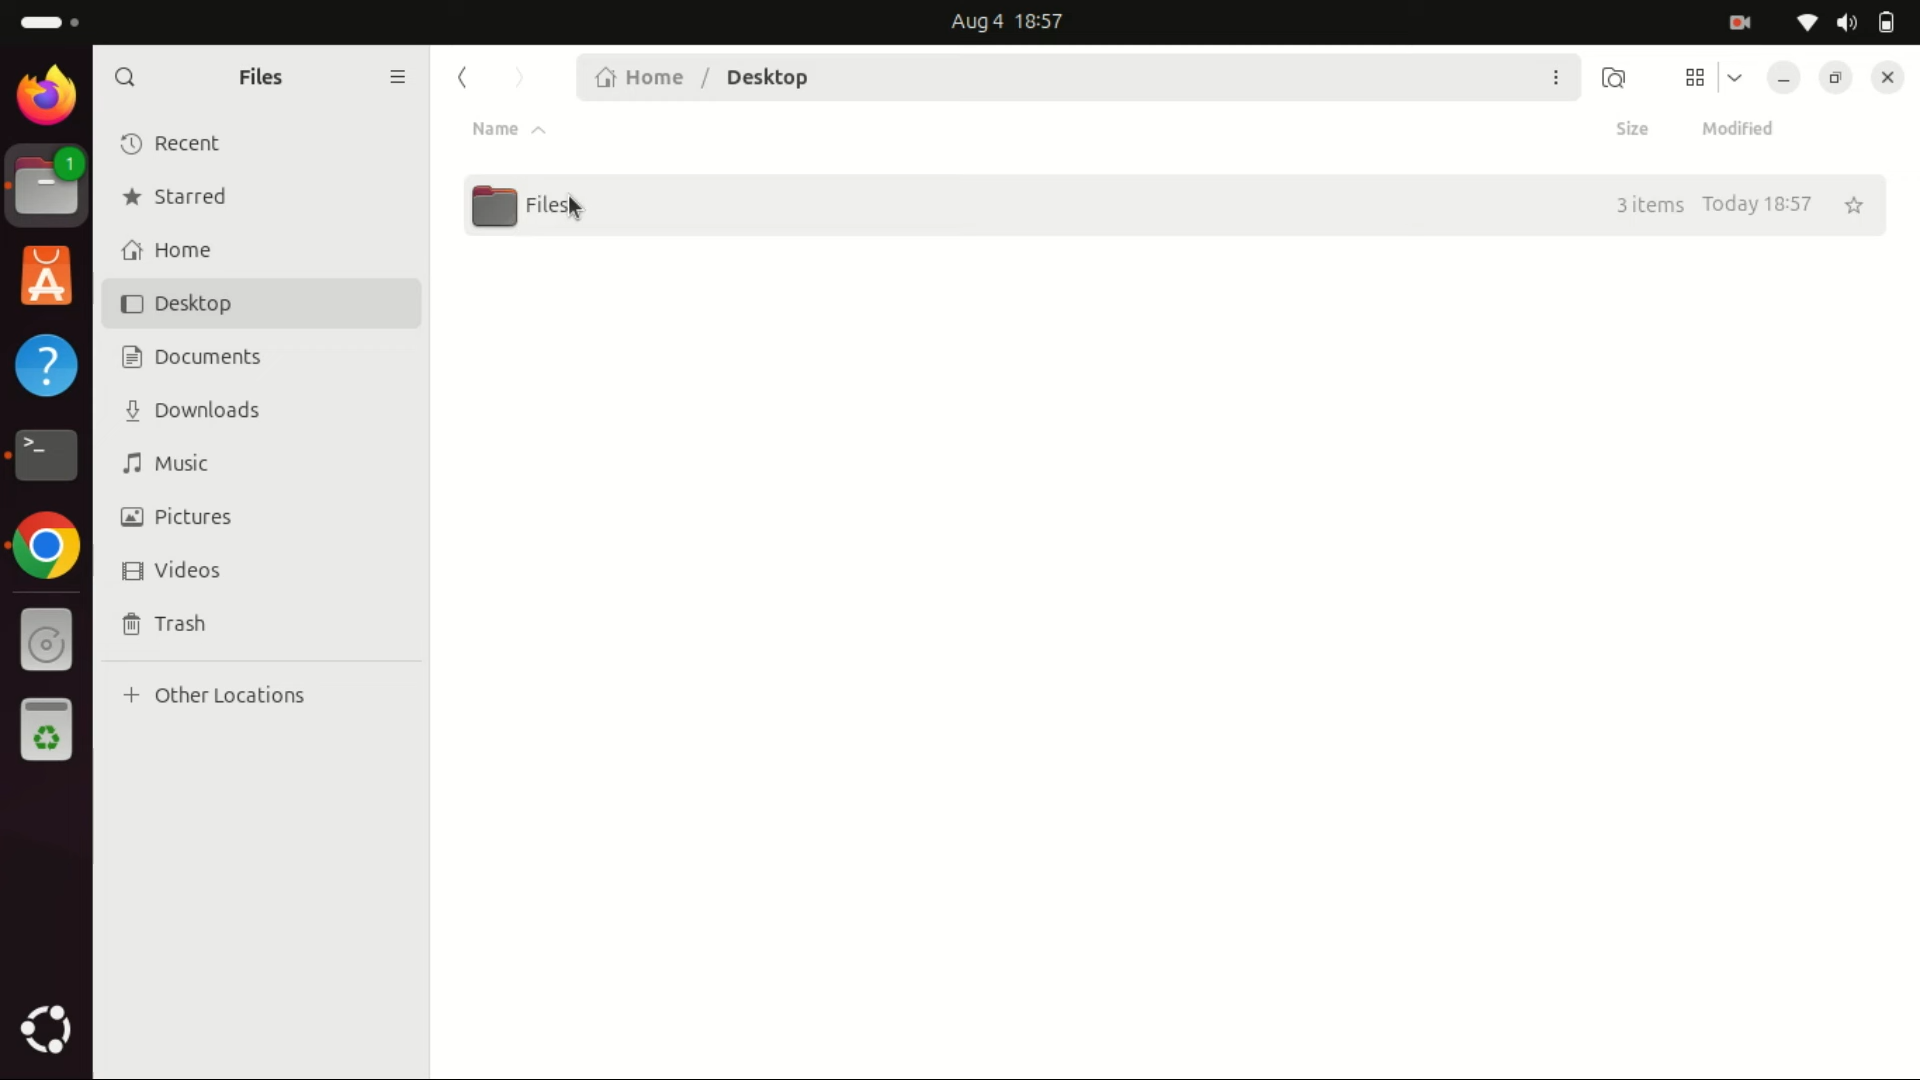 Aug 4 18:57
Files
Home / Desktop
Name
Size
Modified
1
Recent
Starred
Files
3 items
Today 18:57
Home
Desktop
Documents
Downloads
>_
Music
Pictures
Videos
Trash
Other Locations